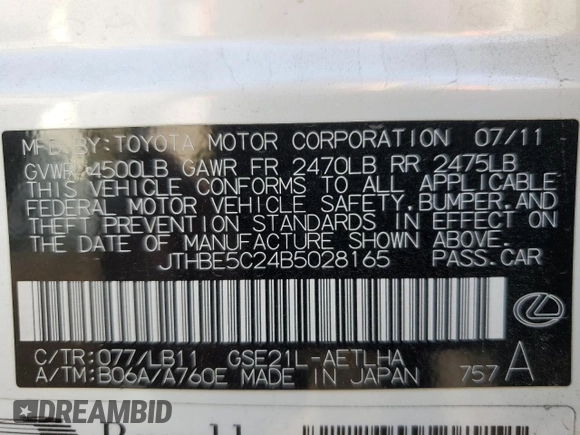 MFD.BY:TOYOTA MOTOR CORPORATION 07/11
GVWR 4500LB GAWR FR 2470LB RR 2475LB
THIS VEHICLE CONFORMS TO ALL APPLICABLE
FEDERAL MOTOR VEHICLE SAFETY,BUMPER,AND
THEFT PREVENTION STANDARDS IN EFFECT ON
THE DATE OF MANUFACTURE SHOWN ABOVE.
JTHBE5C24B5028165 PASS.CAR
C/TR:077/LB11 GSE21L-AETLHA
A/TM:B06A/A760E MADE IN JAPAN 757 A
DREAMBID